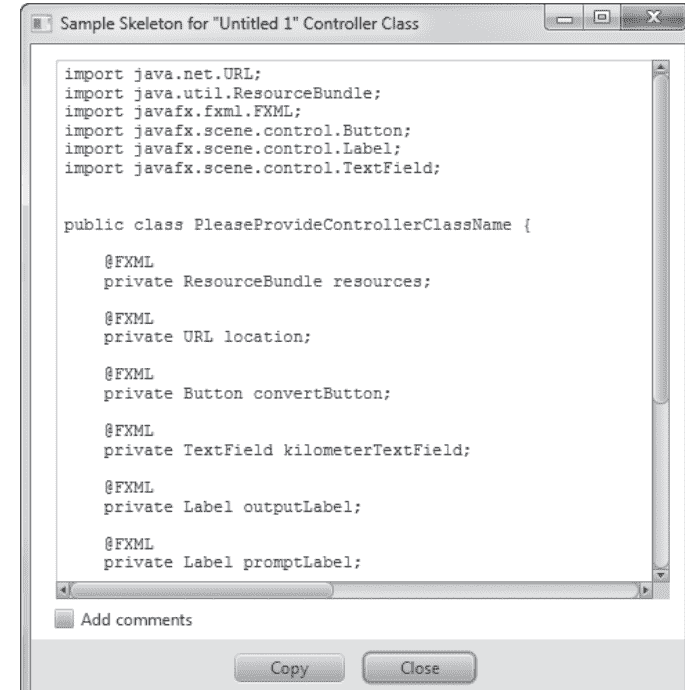 Sample Skeleton for "Untitled 1" Controller Class
import java.net.URL;
import java.util.ResourceBundle;
import javafx.fxml.FXML;
import javafx.scene.control.Button;
import javafx.scene.control.Label;
import javafx.scene.control.TextField;
public class PleaseProvideControllerClassName {
@FXML
private ResourceBundle resources;
@FXML
private URL location;
@FXML
private Button convertButton;
@FXML
private TextField kilometerTextField;
@FXML
private Label outputLabel;
@FXML
private Label promptLabel;
Add comments
Copy
Close